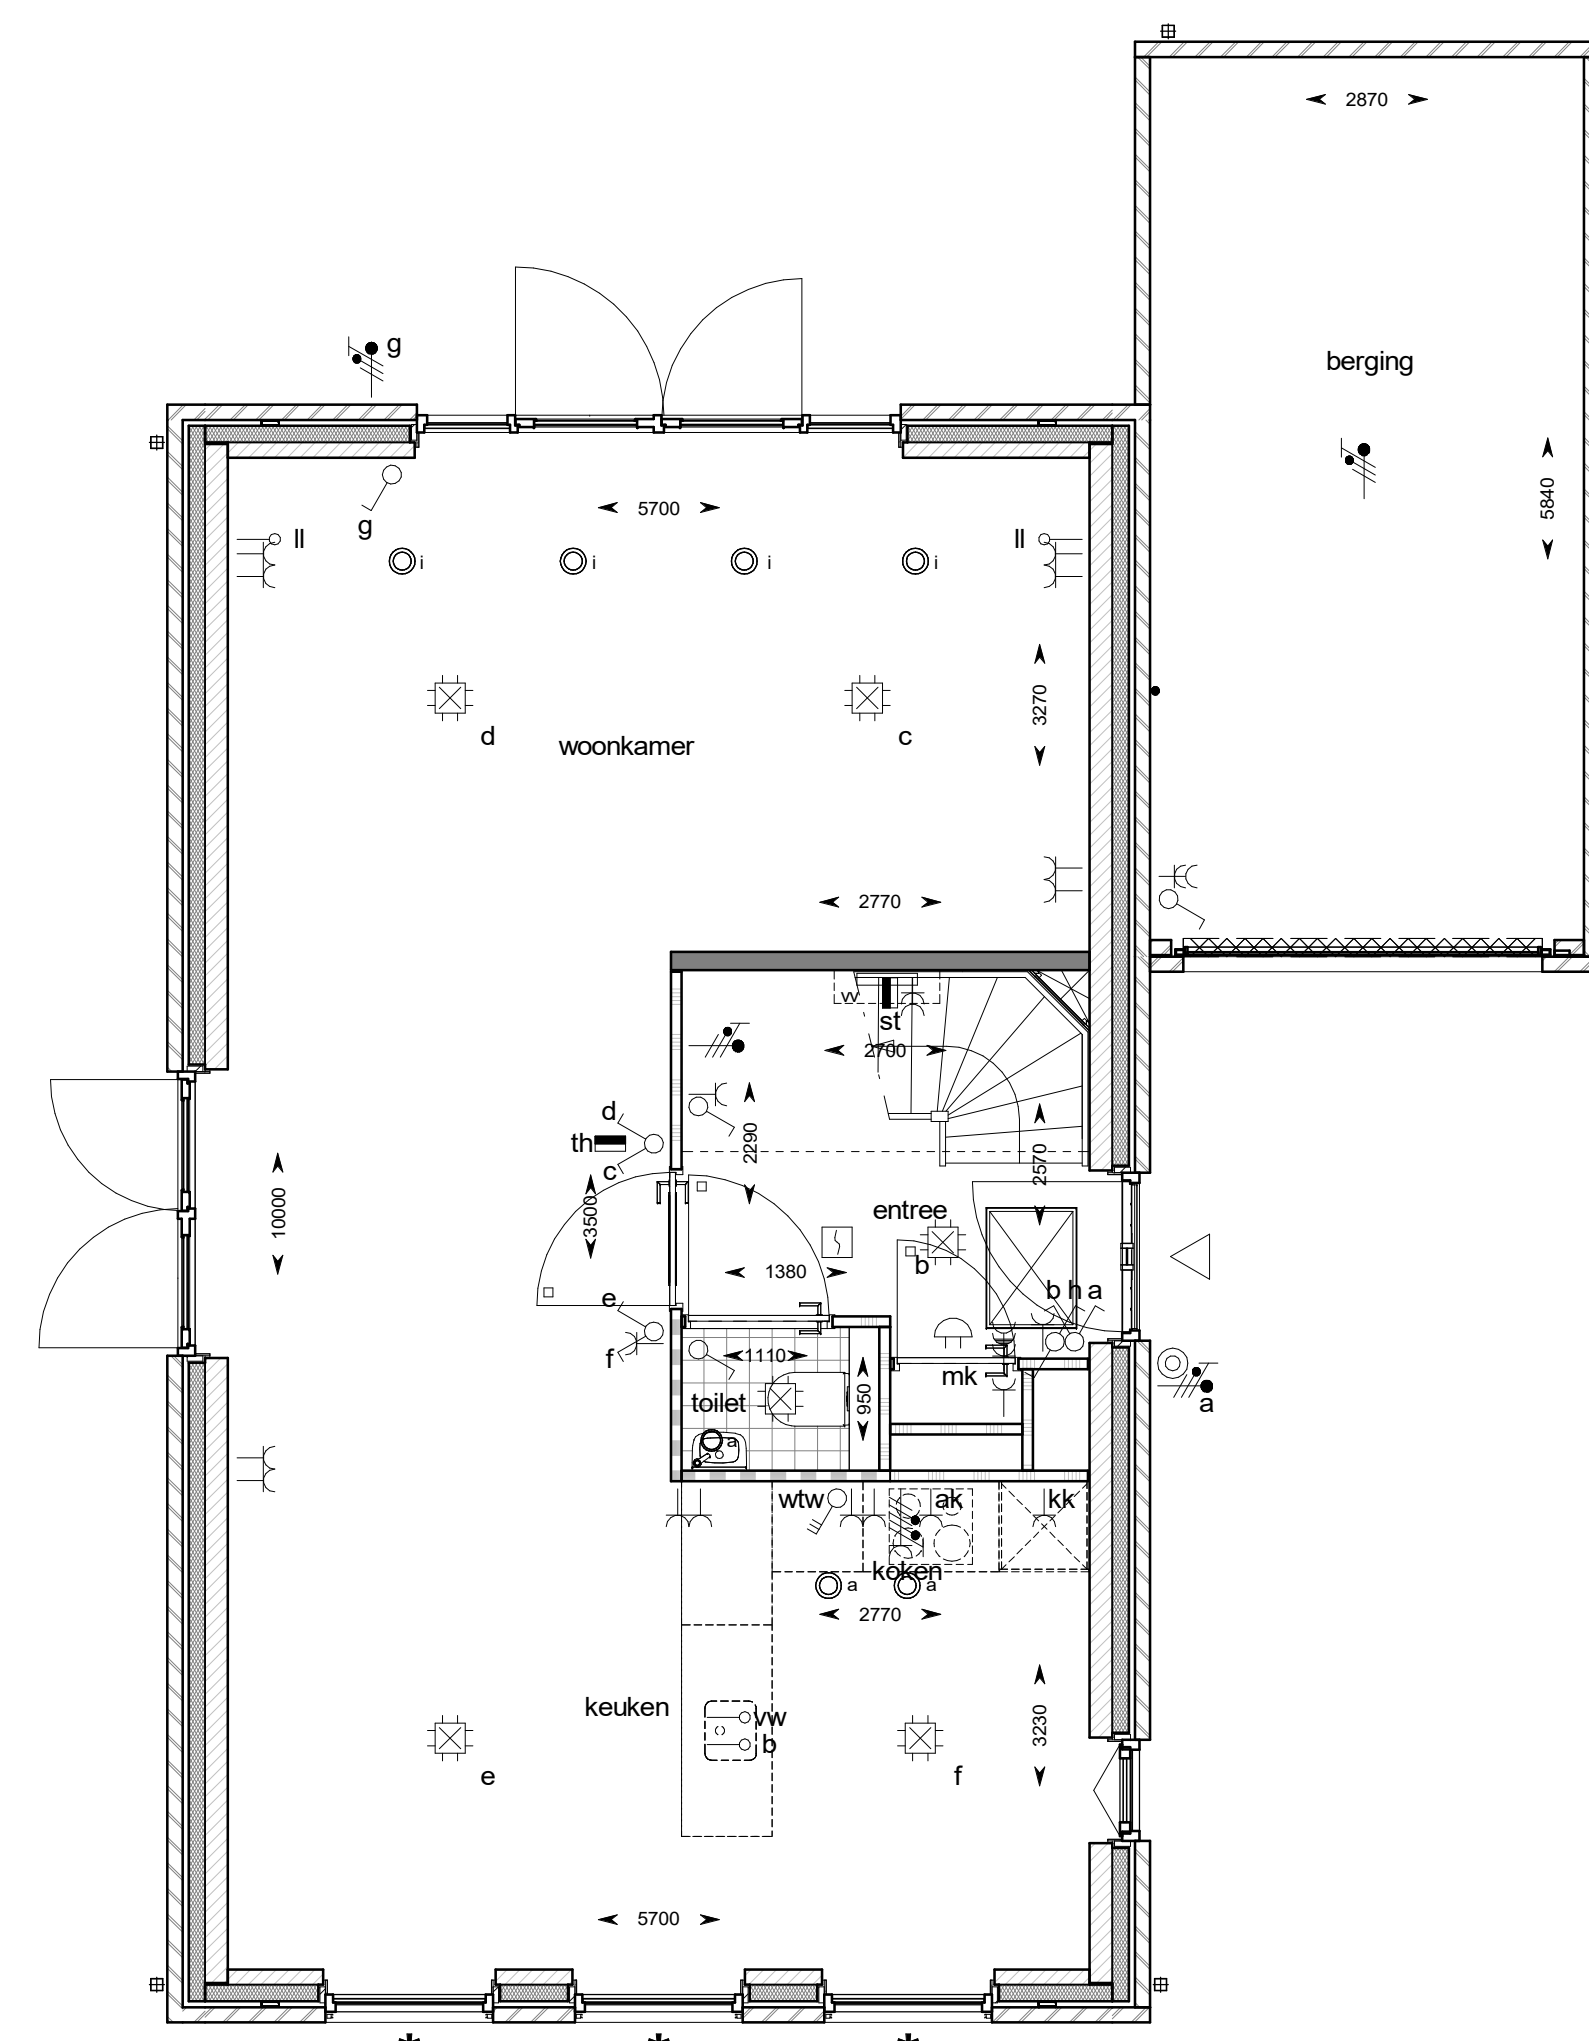 2870
g
berging
g
5700
5840
ll
ll
i
i
i
i
3270
d
c
woonkamer
2770
vv
st
2700
d
th
c
2290
2570
10000
3500
entree
b
1380
e
b h a
f
1110
toilet
950
mk
a
a
wtw
ak
kk
koken
a
a
2770
keuken
vw
b
3230
e
f
5700
* * *